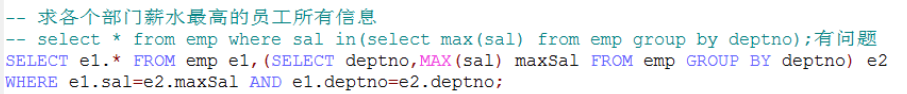 -- 求各个部门薪水最高的员工所有信息
-- select * from emp where sal in(select max(sal) from emp group by deptno);有问题
SELECT e1.* FROM emp e1,(SELECT deptno,MAX(sal) maxSal FROM emp GROUP BY deptno) e2
WHERE e1.sal=e2.maxSal AND e1.deptno=e2.deptno;